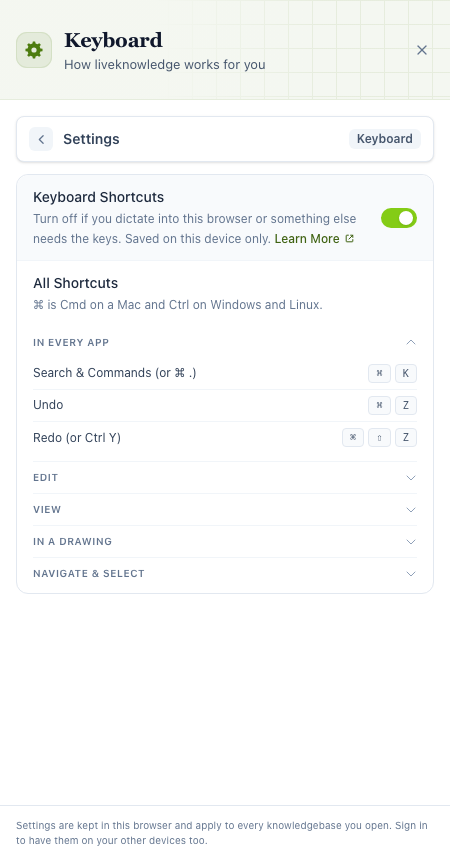 Keyboard
How liveknowledge works for you
Settings
Keyboard
Keyboard Shortcuts
Turn off if you dictate into this browser or something else
needs the keys. Saved on this device only. Learn More
All Shortcuts
⌘ is Cmd on a Mac and Ctrl on Windows and Linux.
IN EVERY APP
Search & Commands (or ⌘ .) ⌘ K
Undo ⌘ Z
Redo (or Ctrl Y) ⌘ ⇧ Z
EDIT
VIEW
IN A DRAWING
NAVIGATE & SELECT
Settings are kept in this browser and apply to every knowledgebase you open. Sign in
to have them on your other devices too.